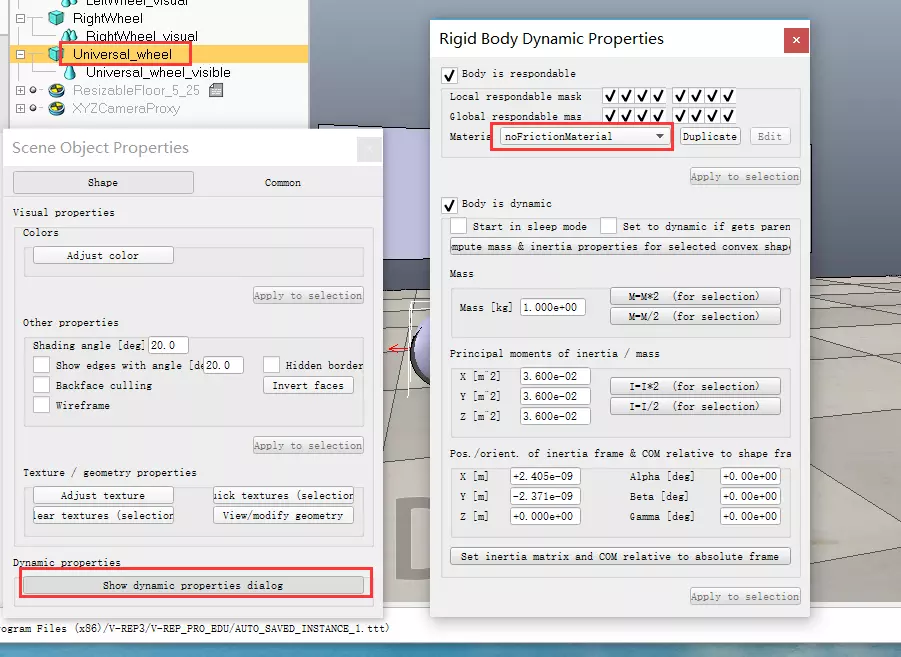 LeftWheel_visual
RightWheel
RightWheel_visual
Universal_wheel
Universal_wheel_visible
ResizableFloor_5_25
XYZCameraProxy
Scene Object Properties
Shape
Common
Visual properties
Colors
Adjust color
Apply to selection
Other properties
Shading angle [deg] 20.0
Show edges with angle [de 20.0
Hidden border
Backface culling
Invert faces
Wireframe
Apply to selection
Texture / geometry properties
Adjust texture
uick textures (selection
lear textures (selection
View/modify geometry
Dynamic properties
Show dynamic properties dialog
Rigid Body Dynamic Properties
×
Body is respondable
Local respondable mask
Global respondable mas
Materia noFrictionMaterial Duplicate Edit
Apply to selection
Body is dynamic
Start in sleep mode Set to dynamic if gets paren
mpute mass & inertia properties for selected convex shape
Mass
Mass [kg] 1.000e+00
M=M*2 (for selection)
M=M/2 (for selection)
Principal moments of inertia / mass
X [m^2] 3.600e-02
Y [m^2] 3.600e-02
Z [m^2] 3.600e-02
I=I*2 (for selection)
I=I/2 (for selection)
Pos./orient. of inertia frame & COM relative to shape fra
X [m] +2.405e-09 Alpha [deg] +0.00e+00
Y [m] -2.371e-09 Beta [deg] +0.00e+00
Z [m] +0.000e+00 Gamma [deg] +0.00e+00
Set inertia matrix and COM relative to absolute frame
Apply to selection
ogram Files (x86)/V-REP3/V-REP_PRO_EDU/AUTO_SAVED_INSTANCE_1.ttt)